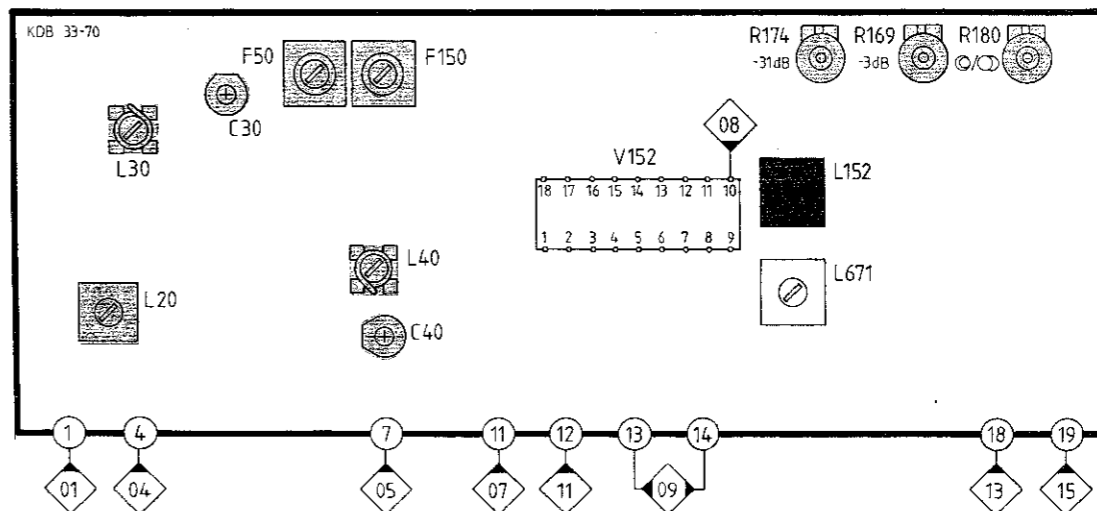 KDB 33-70
F50
F150
R174
R169
R180
-31dB
-3dB
C30
L30
08
V152
18 17 16 15 14 13 12 11 10
L152
1 2 3 4 5 6 7 8 9
L40
L671
L20
C40
1 4 7 11 12 13 14 18 19
01 04 05 07 11 09 13 15